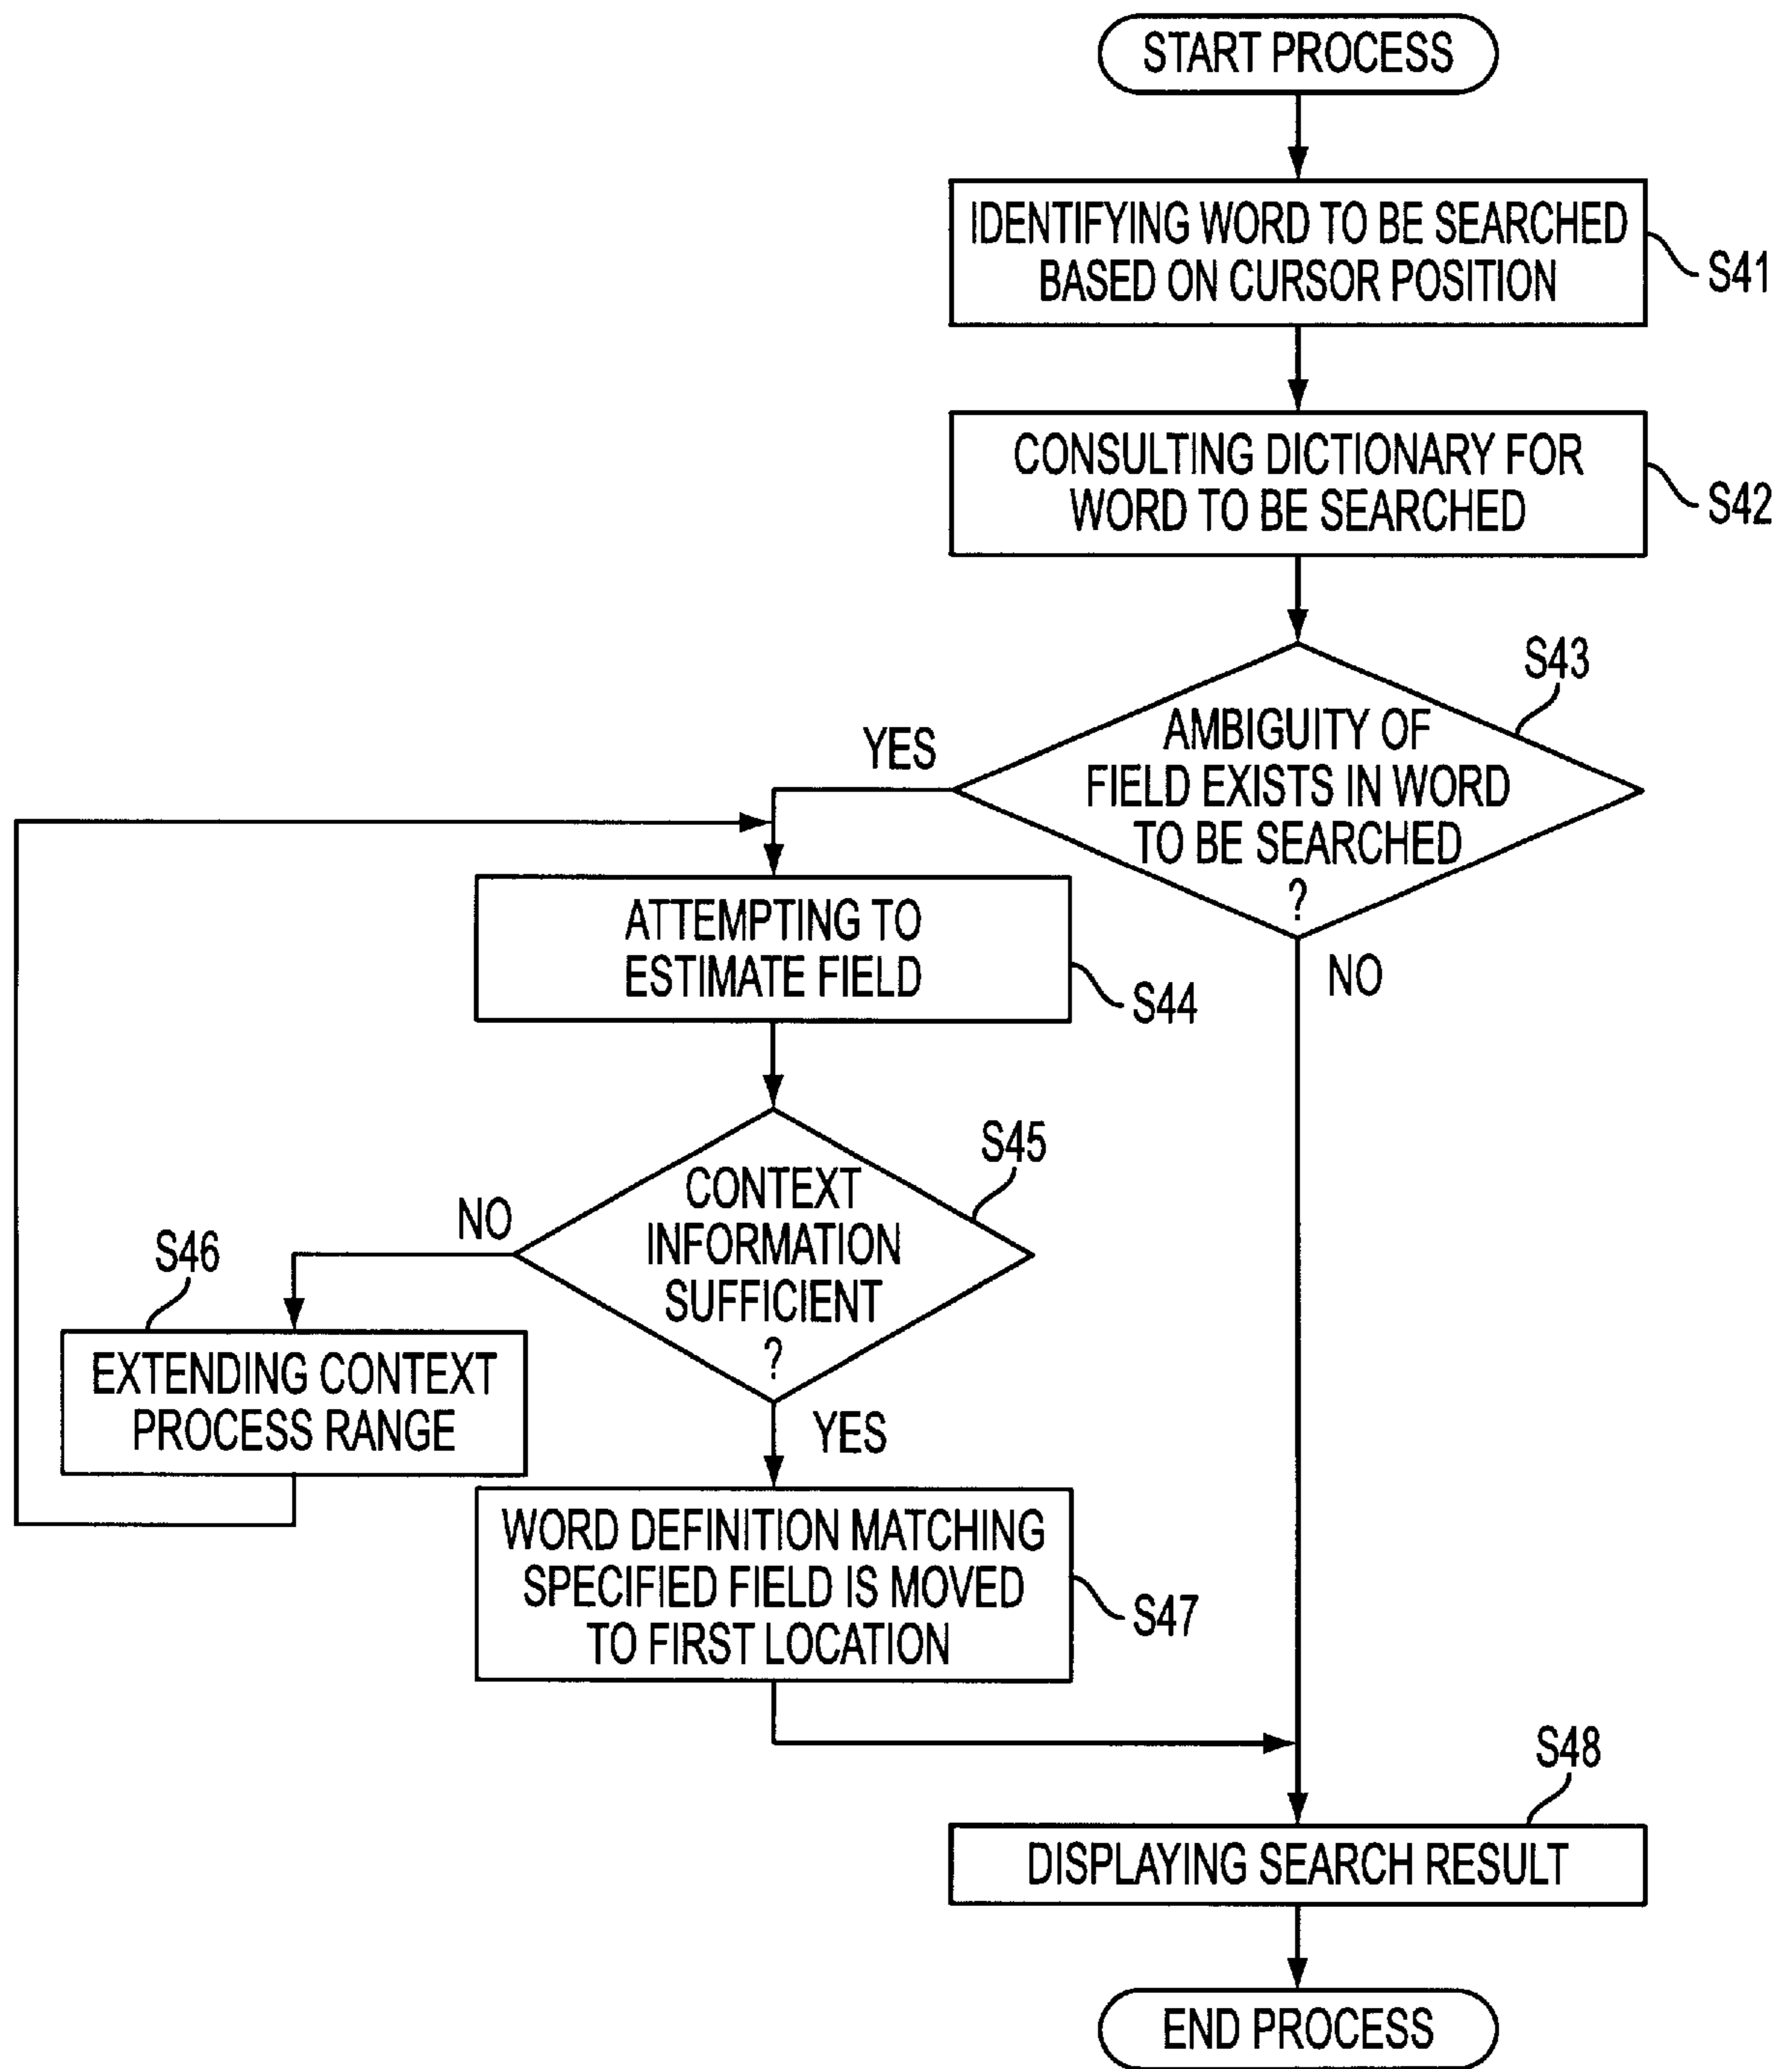 START PROCESS
IDENTIFYING WORD TO BE SEARCHED
BASED ON CURSOR POSITION
S41
CONSULTING DICTIONARY FOR
WORD TO BE SEARCHED
S42
S43
AMBIGUITY OF
FIELD EXISTS IN WORD
TO BE SEARCHED
?
YES
NO
ATTEMPTING TO
ESTIMATE FIELD
S44
S45
CONTEXT
INFORMATION
SUFFICIENT
?
NO
S46
EXTENDING CONTEXT
PROCESS RANGE
YES
WORD DEFINITION MATCHING
SPECIFIED FIELD IS MOVED
TO FIRST LOCATION
S47
S48
DISPLAYING SEARCH RESULT
END PROCESS